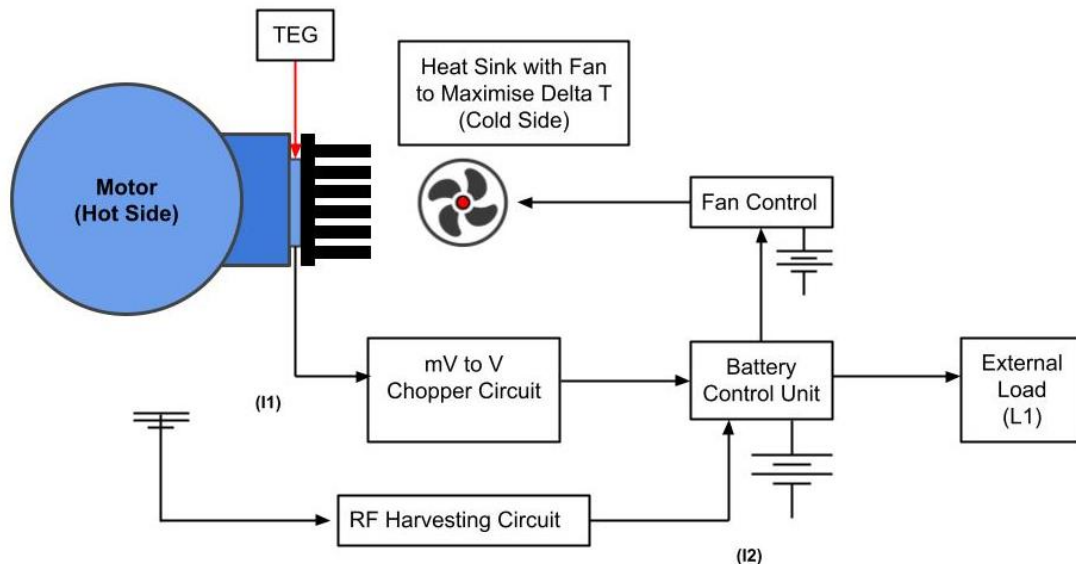 TEG
Heat Sink with Fan
to Maximise Delta T
(Cold Side)
Motor
(Hot Side)
Fan Control
mV to V
Chopper Circuit
Battery
Control Unit
External
Load
(L1)
(I1)
RF Harvesting Circuit
(I2)